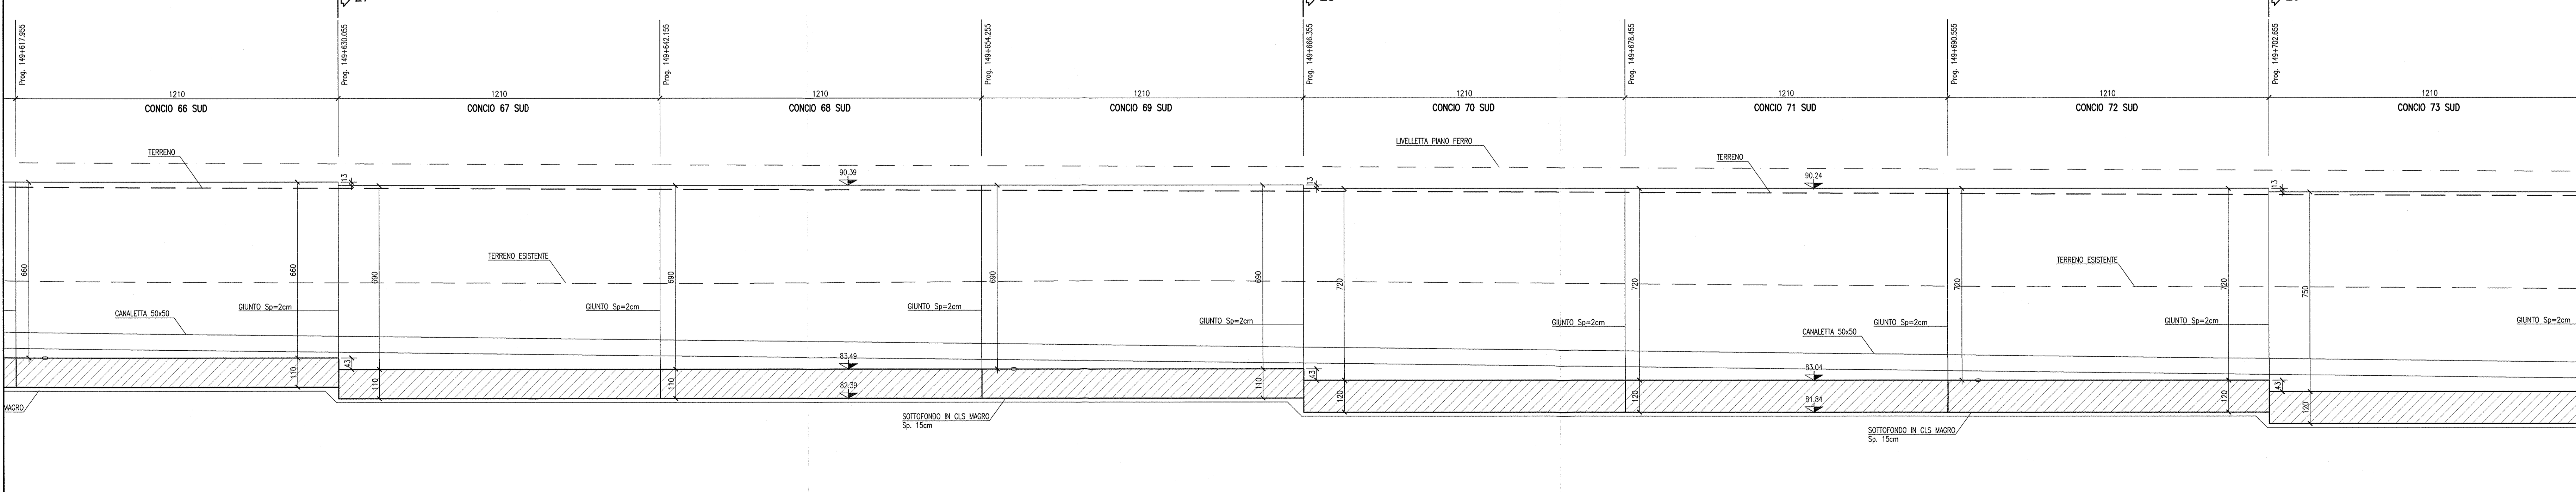 Prog. 149+617.955
Prog. 149+630.055
Prog. 149+642.155
Prog. 149+654.255
Prog. 149+666.355
Prog. 149+678.455
Prog. 149+690.555
Prog. 149+702.655
1210
1210
1210
1210
1210
1210
1210
1210
CONCIO 66 SUD
CONCIO 67 SUD
CONCIO 68 SUD
CONCIO 69 SUD
CONCIO 70 SUD
CONCIO 71 SUD
CONCIO 72 SUD
CONCIO 73 SUD
LIVELLETTA PIANO FERRO
TERRENO
TERRENO
13
90.39
13
90.24
13
TERRENO ESISTENTE
TERRENO ESISTENTE
660
660
690
690
690
690
720
720
720
720
750
GIUNTO Sp=2cm
GIUNTO Sp=2cm
GIUNTO Sp=2cm
GIUNTO Sp=2cm
GIUNTO Sp=2cm
GIUNTO Sp=2cm
GIUNTO Sp=2cm
GIUNTO Sp=2cm
CANALETTA 50x50
CANALETTA 50x50
43
83.49
43
83.04
43
110
110
110
82.39
110
120
120
81.84
120
120
MAGRO
SOTTOFONDO IN CLS MAGRO
Sp. 15cm
SOTTOFONDO IN CLS MAGRO
Sp. 15cm